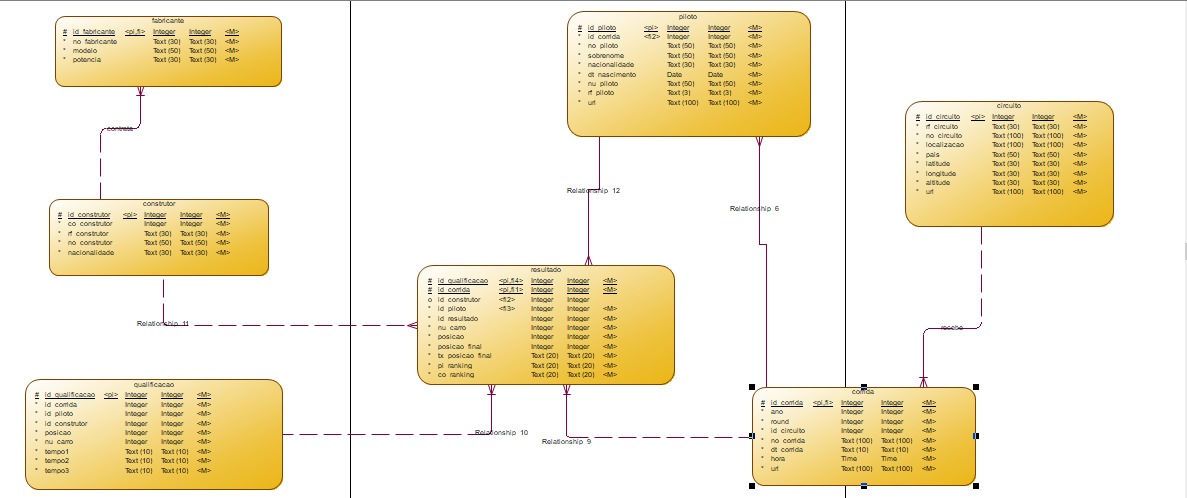 fabricante
# id_fabricante <pi,fi> Integer Integer <M>
* no_fabricante Text (30) Text (30) <M>
* modelo Text (50) Text (50) <M>
* potencia Text (30) Text (30) <M>
contrata
construtor
# id_construtor <pi> Integer Integer <M>
* co_construtor Integer Integer <M>
* rf_construtor Text (30) Text (30) <M>
* no_construtor Text (50) Text (50) <M>
* nacionalidade Text (30) Text (30) <M>
Relationship_11
qualificacao
# id_qualificacao <pi> Integer Integer <M>
* id_corrida Integer Integer <M>
* id_piloto Integer Integer <M>
* id_construtor Integer Integer <M>
* posicao Integer Integer <M>
* nu_carro Integer Integer <M>
* tempo1 Text (10) Text (10) <M>
* tempo2 Text (10) Text (10) <M>
* tempo3 Text (10) Text (10) <M>
piloto
# id_piloto <pi> Integer Integer <M>
* id_corrida <fi2> Integer Integer <M>
* no_piloto Text (50) Text (50) <M>
* sobrenome Text (50) Text (50) <M>
* nacionalidade Text (30) Text (30) <M>
* dt_nascimento Date Date <M>
* nu_piloto Text (50) Text (50) <M>
* rf_piloto Text (3) Text (3) <M>
* url Text (100) Text (100) <M>
Relationship_12
Relationship_6
resultado
# id_qualificacao <pi,fi4> Integer Integer <M>
# id_corrida <pi,fi1> Integer Integer <M>
o id_construtor <fi2> Integer Integer
* id_piloto <fi3> Integer Integer <M>
* id_resultado Integer Integer <M>
* nu_carro Integer Integer <M>
* posicao Integer Integer <M>
* posicao_final Integer Integer <M>
* tx_posicao_final Text (20) Text (20) <M>
* pl_ranking Text (20) Text (20) <M>
* co_ranking Text (20) Text (20) <M>
Relationship_10
Relationship_9
circuito
# id_circuito <pi> Integer Integer <M>
* rf_circuito Text (30) Text (30) <M>
* no_circuito Text (100) Text (100) <M>
* localizacao Text (100) Text (100) <M>
* pais Text (50) Text (50) <M>
* latitude Text (30) Text (30) <M>
* longitude Text (30) Text (30) <M>
* altitude Text (30) Text (30) <M>
* url Text (100) Text (100) <M>
recebe
corrida
# id_corrida <pi,fi> Integer Integer <M>
* ano Integer Integer <M>
* round Integer Integer <M>
* id_circuito Integer Integer <M>
* no_corrida Text (100) Text (100) <M>
* dt_corrida Text (10) Text (10) <M>
* hora Time Time <M>
* url Text (100) Text (100) <M>